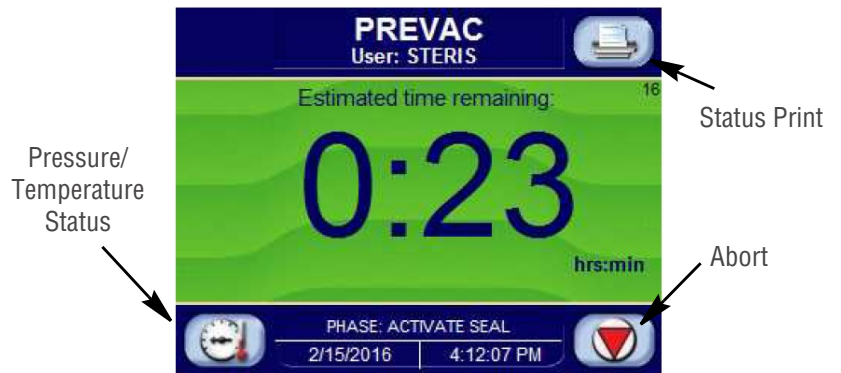 PREVAC
User: STERIS
Estimated time remaining:
16
0:23
hrs:min
PHASE: ACTIVATE SEAL
2/15/2016
4:12:07 PM
Status Print
Pressure/
Temperature
Status
Abort